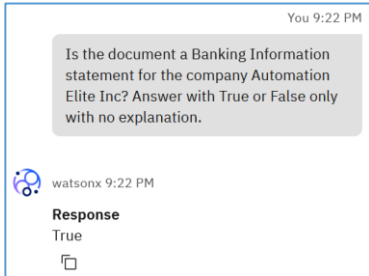 You 9:22 PM
Is the document a Banking Information
statement for the company Automation
Elite Inc? Answer with True or False only
with no explanation.
watsonx 9:22 PM
Response
True